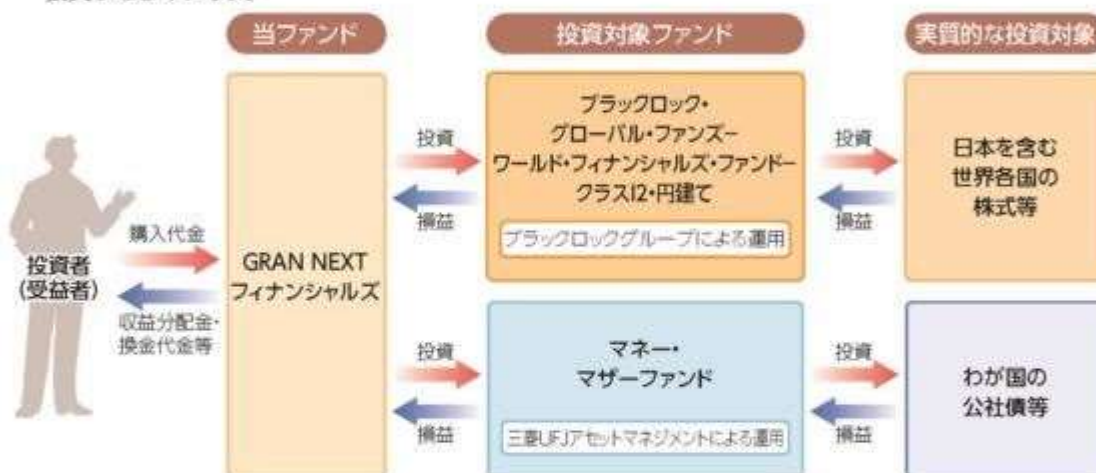 当ファンド
投資対象ファンド
実質的な投資対象
投資者
(受益者)
購入代金
収益分配金・
換金代金等
GRAN NEXT
フィナンシャルズ
投資
損益
ブラックロック・
グローバル・ファンズー
ワールド・フィナンシャルズ・ファンドー
クラスI2・円建て
ブラックロックグループによる運用
投資
損益
日本を含む
世界各国の
株式等
投資
損益
マネー・
マザーファンド
三菱UFJアセットマネジメントによる運用
投資
損益
わが国の
公社債等